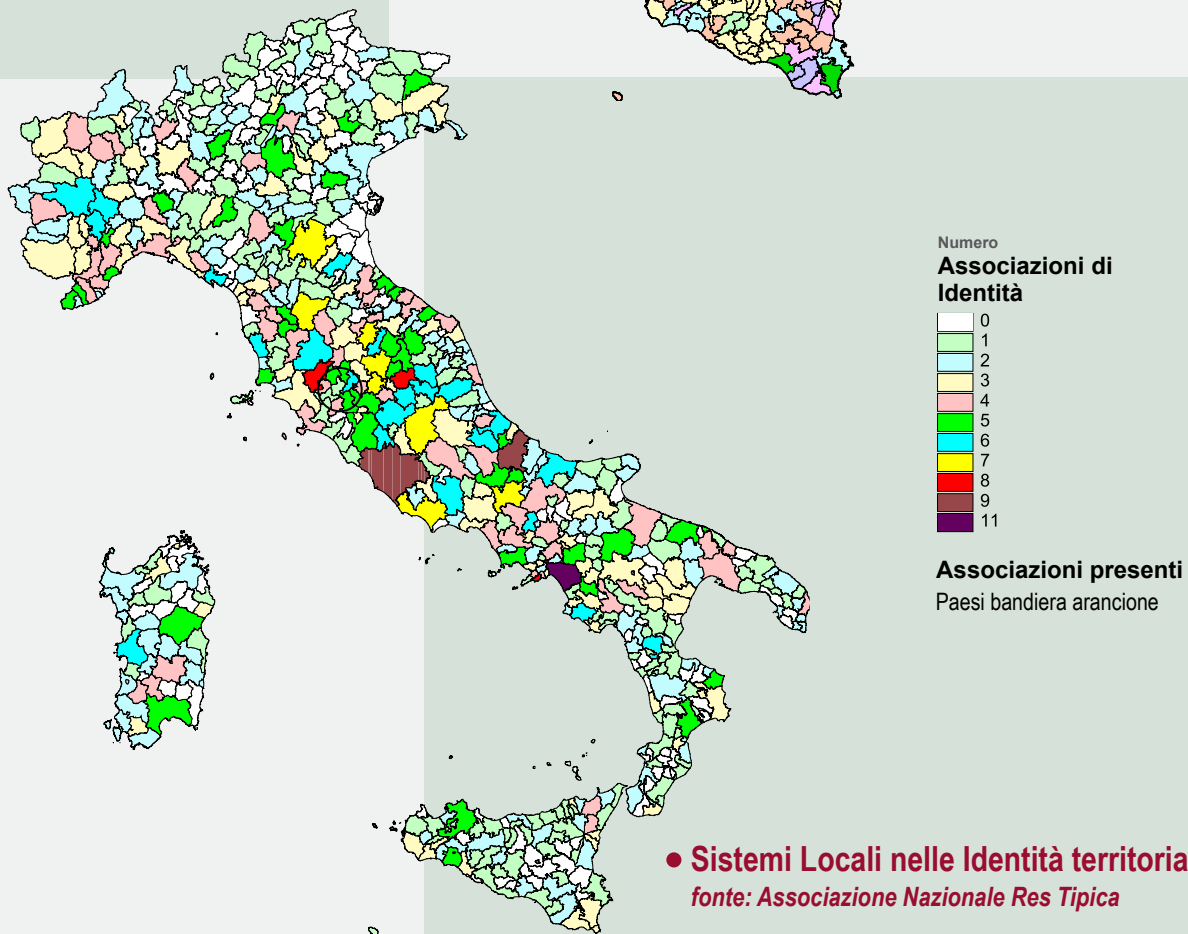 Numero
Associazioni di
Identità
0
1
2
3
4
5
6
7
8
9
11
Associazioni presenti
Paesi bandiera arancione
• Sistemi Locali nelle Identità territoria
fonte: Associazione Nazionale Res Tipica